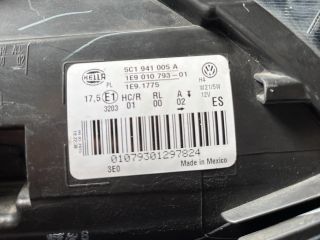 HELLA
5C1 941 005 A
1E9 010 793-01
1E9.1775
PL
17,5 E1 HC/R RL A
3203 01 00 02
H4
W21/5W
12V
ES
01079301297824
3E0
Made in Mexico